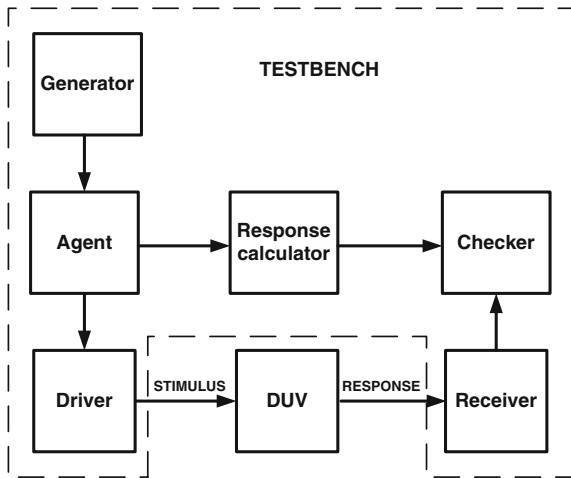 TESTBENCH
Generator
Agent
Response
calculator
Checker
Driver
STIMULUS
DUV
RESPONSE
Receiver